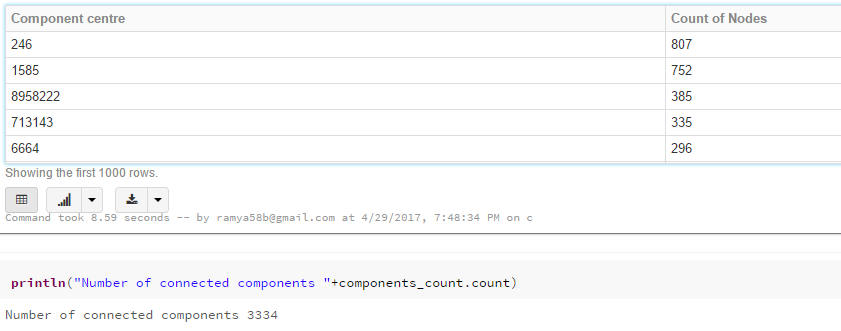 Component centre Count of Nodes
246 807
1585 752
8958222 385
713143 335
6664 296
Showing the first 1000 rows.
Command took 8.59 seconds -- by ramya58b@gmail.com at 4/29/2017, 7:48:34 PM on c
println("Number of connected components "+components_count.count)
Number of connected components 3334